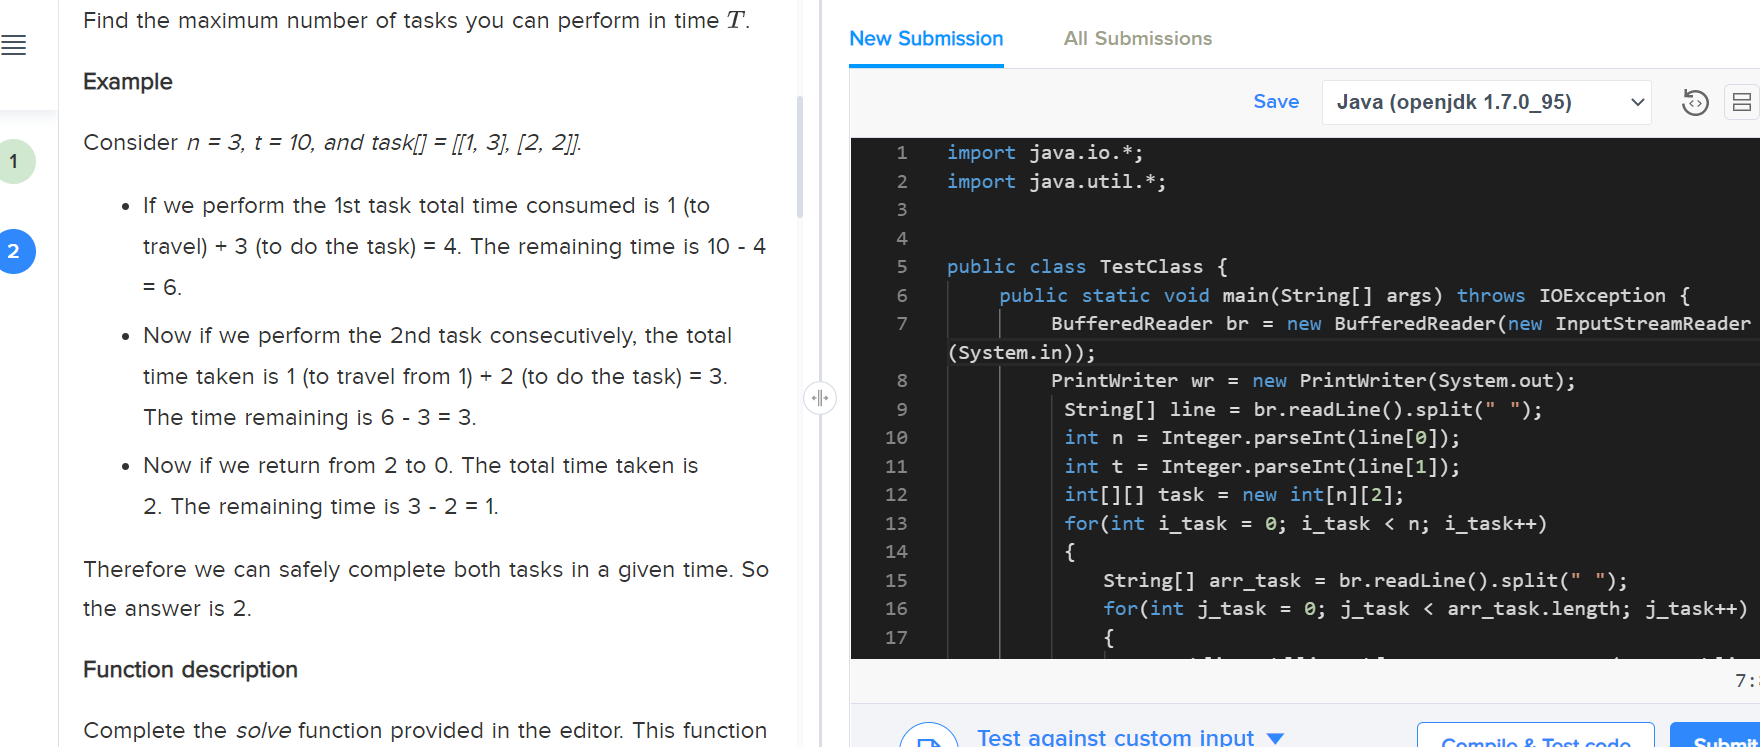 Find the maximum number of tasks you can perform in time T.
Example
Consider n = 3, t = 10, and task[] = [[1, 3], [2, 2]].
1
• If we perform the 1st task total time consumed is 1 (to
travel) + 3 (to do the task) = 4. The remaining time is 10 - 4
= 6.
2
• Now if we perform the 2nd task consecutively, the total
time taken is 1 (to travel from 1) + 2 (to do the task) = 3.
The time remaining is 6 - 3 = 3.
• Now if we return from 2 to 0. The total time taken is
2. The remaining time is 3 - 2 = 1.
Therefore we can safely complete both tasks in a given time. So
the answer is 2.
Function description
Complete the solve function provided in the editor. This function
New Submission All Submissions
Save Java (openjdk 1.7.0_95)
1 import java.io.*;
2 import java.util.*;
3
4
5 public class TestClass {
6 public static void main(String[] args) throws IOException {
7 BufferedReader br = new BufferedReader(new InputStreamReader
(System.in));
8 PrintWriter wr = new PrintWriter(System.out);
9 String[] line = br.readLine().split(" ");
10 int n = Integer.parseInt(line[0]);
11 int t = Integer.parseInt(line[1]);
12 int[][] task = new int[n][2];
13 for(int i_task = 0; i_task < n; i_task++)
14 {
15 String[] arr_task = br.readLine().split(" ");
16 for(int j_task = 0; j_task < arr_task.length; j_task++)
17 {
7:
Test against custom input Compile & Test code Submit